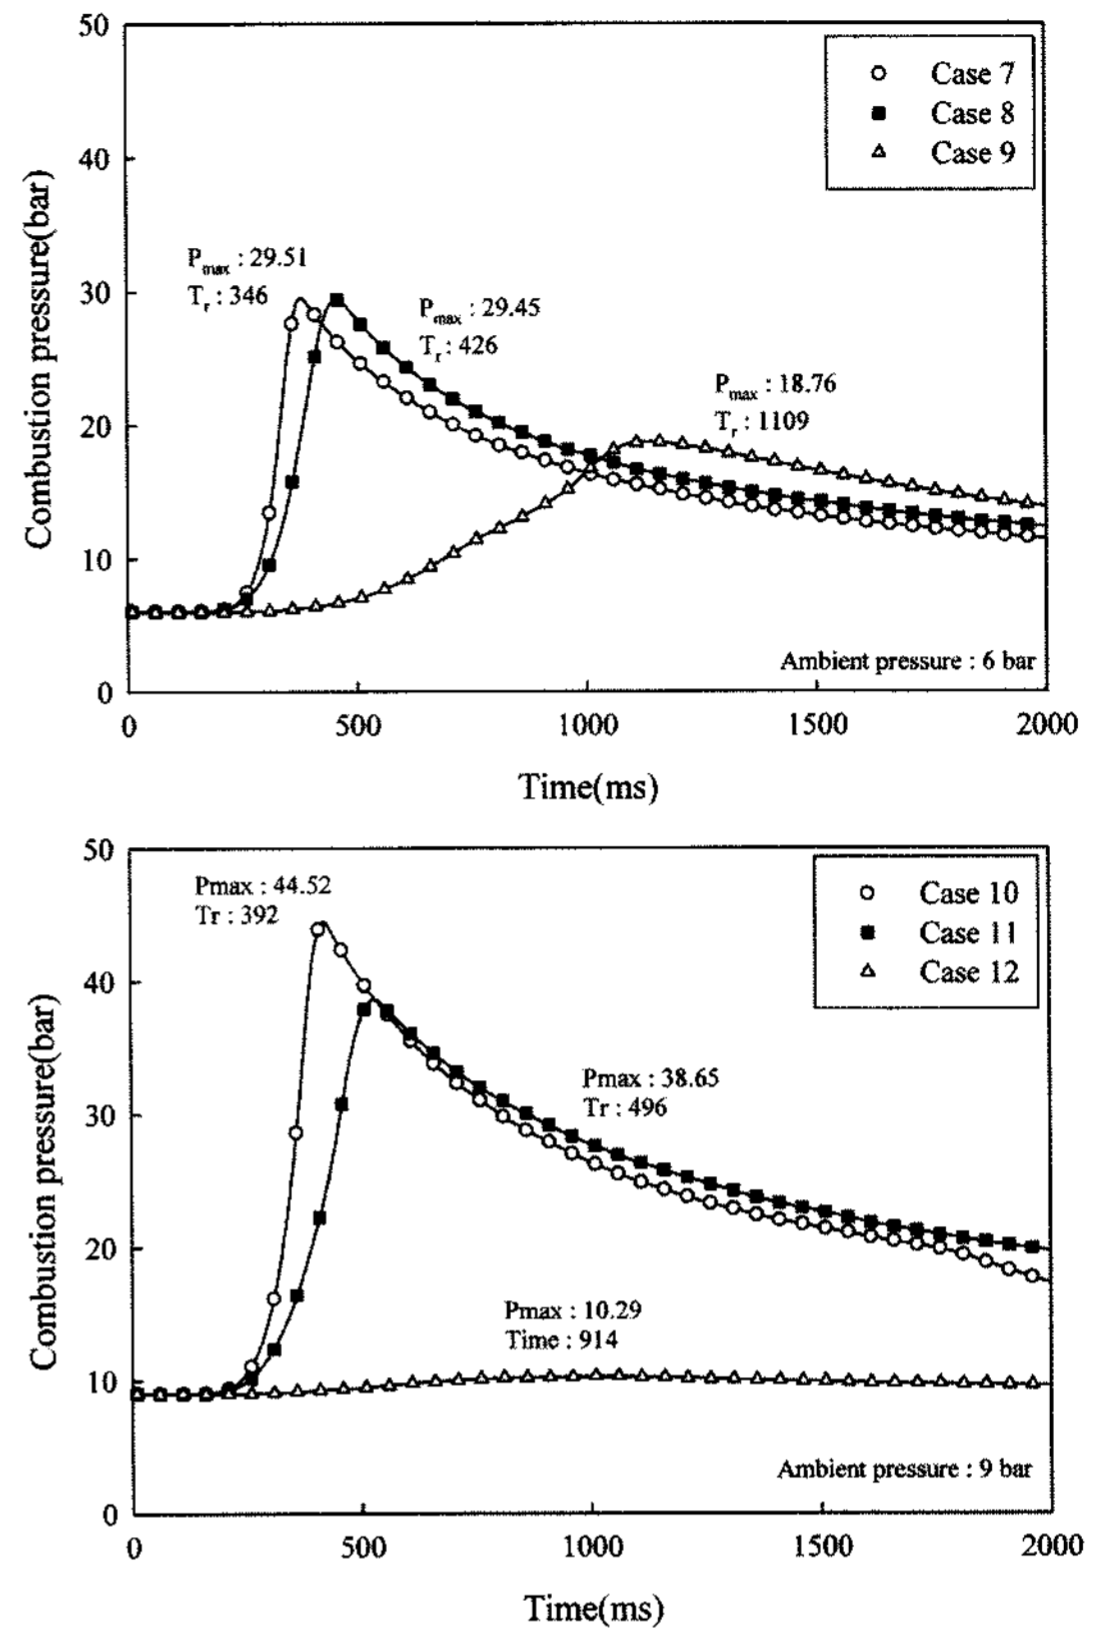 50
40
30
20
10
0
Combustion pressure(bar)
Case 7
Case 8
Case 9
Pmax : 29.51
Tr : 346
Pmax : 29.45
Tr : 426
Pmax : 18.76
Tr : 1109
Ambient pressure : 6 bar
0 500 1000 1500 2000
Time(ms)
50
40
30
20
10
0
Combustion pressure(bar)
Case 10
Case 11
Case 12
Pmax : 44.52
Tr : 392
Pmax : 38.65
Tr : 496
Pmax : 10.29
Time : 914
Ambient pressure : 9 bar
0 500 1000 1500 2000
Time(ms)